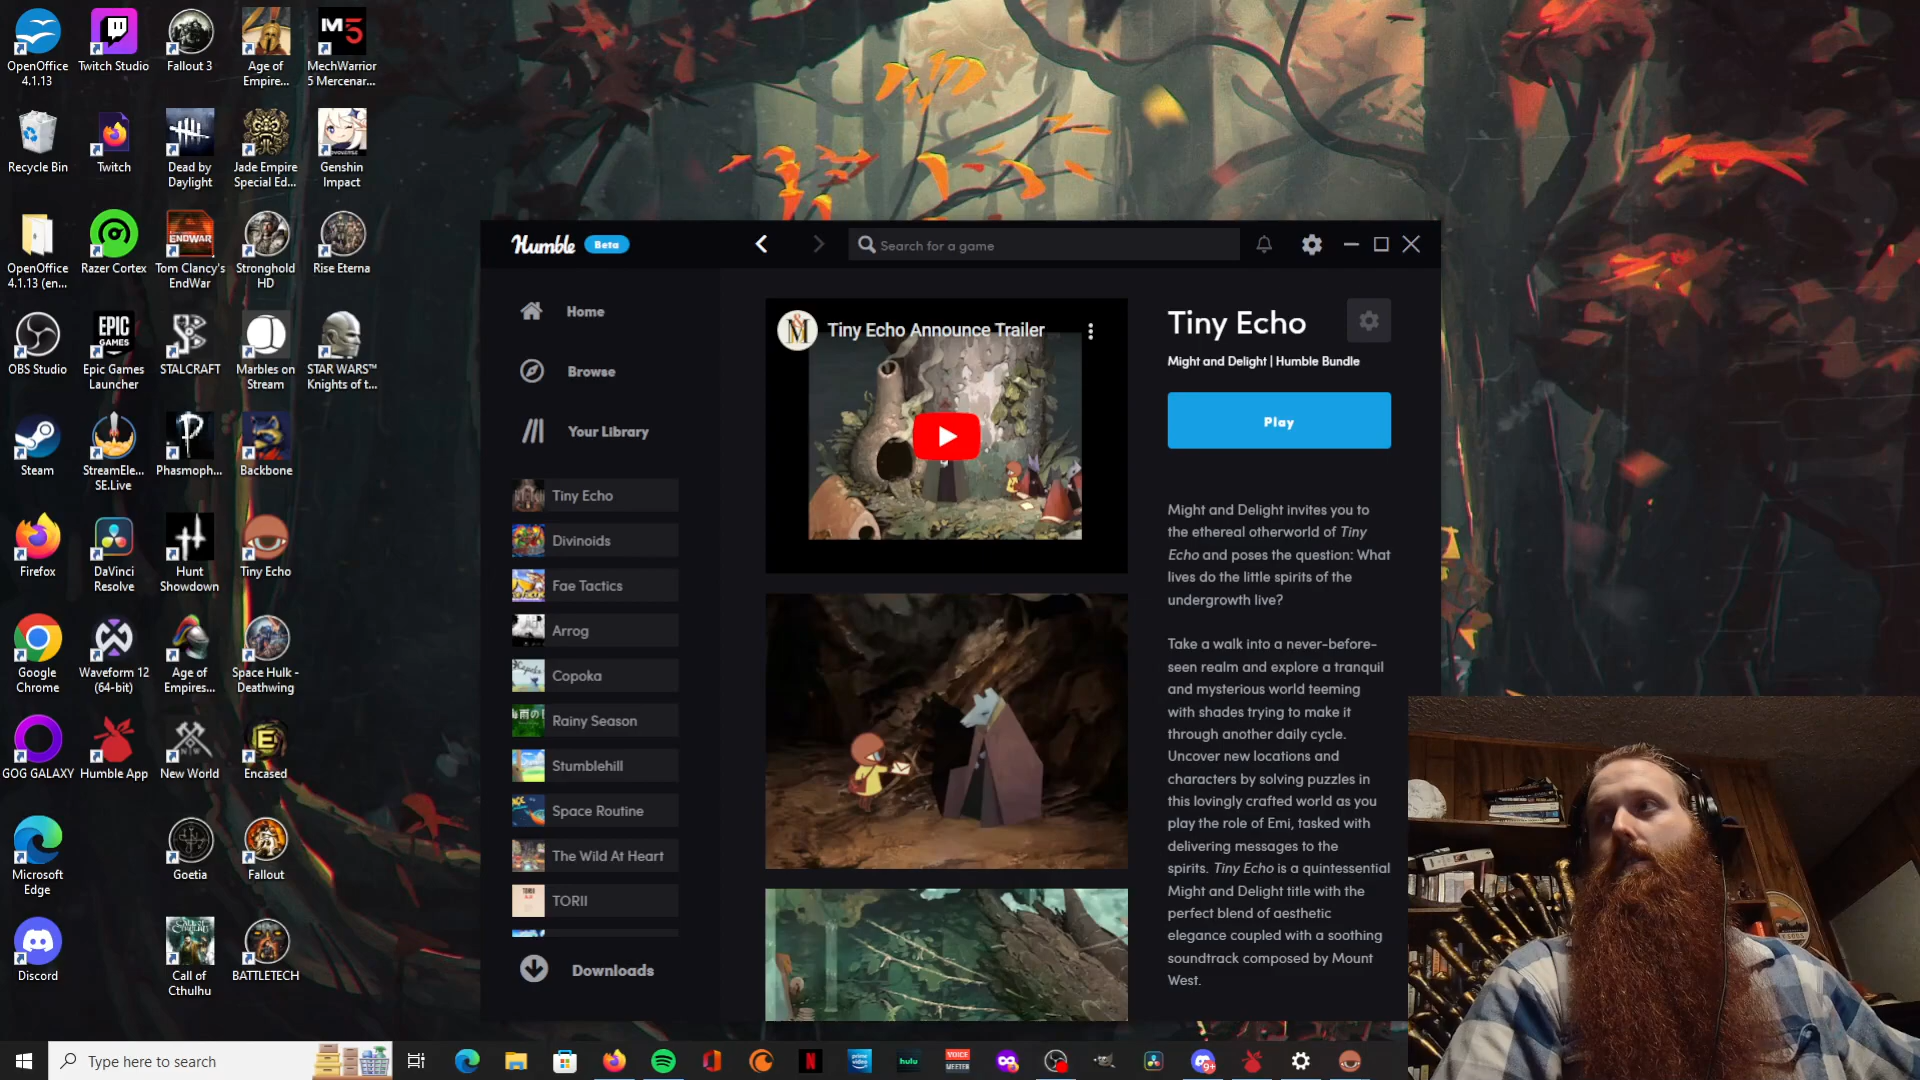 OpenOffice
4.1.13
Twitch Studio
Fallout 3
Age of
Empire...
M5
MechWarrior
5 Mercenar...
Recycle Bin
Twitch
Dead by
Daylight
Jade Empire
Special Ed...
Genshin
Impact
OpenOffice
4.1.13 (en...
Razer Cortex
ENDWAR
Tom Clancy's
EndWar
Stronghold
HD
Rise Eterna
OBS Studio
EPIC
GAMES
Epic Games
Launcher
STALCRAFT
Marbles on
Stream
STAR WARS™
Knights of t...
Steam
StreamEle...
SE.Live
Phasmoph...
Backbone
Firefox
DaVinci
Resolve
Hunt
Showdown
Tiny Echo
Google
Chrome
Waveform 12
(64-bit)
Age of
Empires...
Space Hulk -
Deathwing
GOG GALAXY
Humble App
N W
New World
Encased
Microsoft
Edge
Goetia
Fallout
Discord
Call of
Cthulhu
BATTLETECH
Humble
Beta
Search for a game
Home
Browse
Your Library
Tiny Echo
Divinoids
Fae Tactics
Arrog
Copoka
Rainy Season
Stumblehill
Space Routine
The Wild At Heart
TORII
Downloads
Tiny Echo Announce Trailer
Tiny Echo
Might and Delight | Humble Bundle
Play
Might and Delight invites you to
the ethereal otherworld of Tiny
Echo and poses the question: What
lives do the little spirits of the
undergrowth live?
Take a walk into a never-before-
seen realm and explore a tranquil
and mysterious world teeming
with shades trying to make it
through another daily cycle.
Uncover new locations and
characters by solving puzzles in
this lovingly crafted world as you
play the role of Emi, tasked with
delivering messages to the
spirits. Tiny Echo is a quintessential
Might and Delight title with the
perfect blend of aesthetic
elegance coupled with a soothing
soundtrack composed by Mount
West.
Type here to search
prime video
hulu
VOICE
MEETER
9+